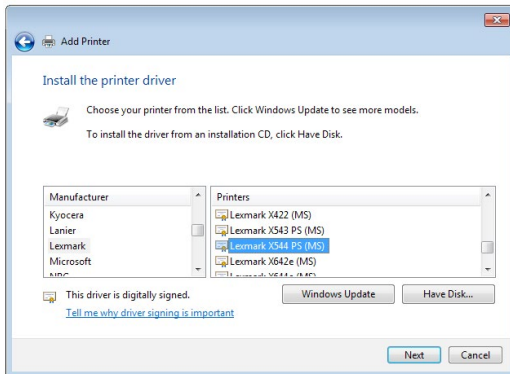 Add Printer
Install the printer driver
Choose your printer from the list. Click Windows Update to see more models.
To install the driver from an installation CD, click Have Disk.
Manufacturer
Kyocera
Lanier
Lexmark
Microsoft
Printers
Lexmark X422 (MS)
Lexmark X543 PS (MS)
Lexmark X544 PS (MS)
Lexmark X642e (MS)
This driver is digitally signed.
Tell me why driver signing is important
Windows Update
Have Disk...
Next
Cancel